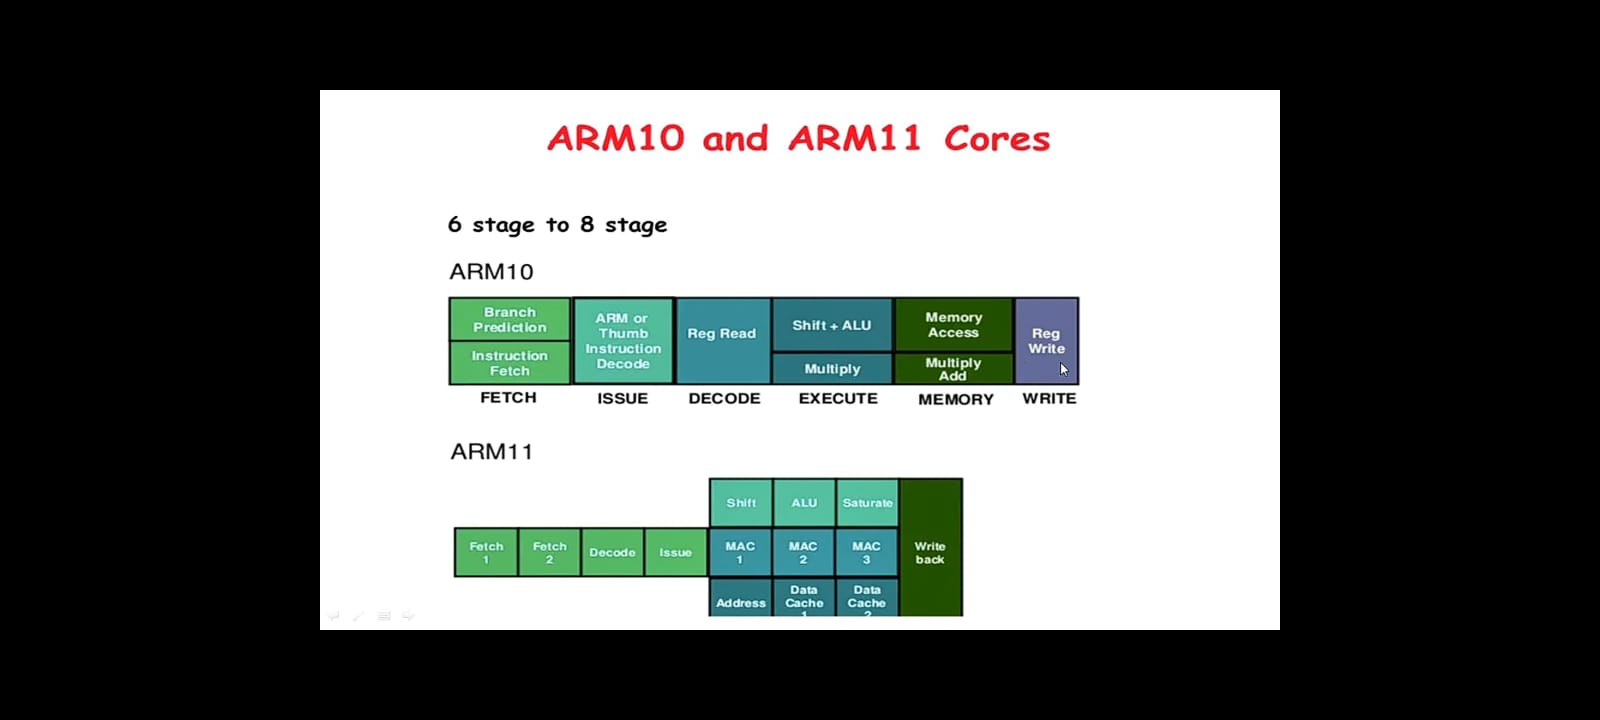 ARM10 and ARM11 Cores
6 stage to 8 stage
ARM10
Branch
Prediction
Instruction
Fetch
ARM or
Thumb
Instruction
Decode
Reg Read
Shift + ALU
Multiply
Memory
Access
Multiply
Add
Reg
Write
FETCH
ISSUE
DECODE
EXECUTE
MEMORY
WRITE
ARM11
Fetch
1
Fetch
2
Decode
Issue
Shift
ALU
Saturate
MAC
1
MAC
2
MAC
3
Address
Data
Cache
1
Data
Cache
2
Write
back